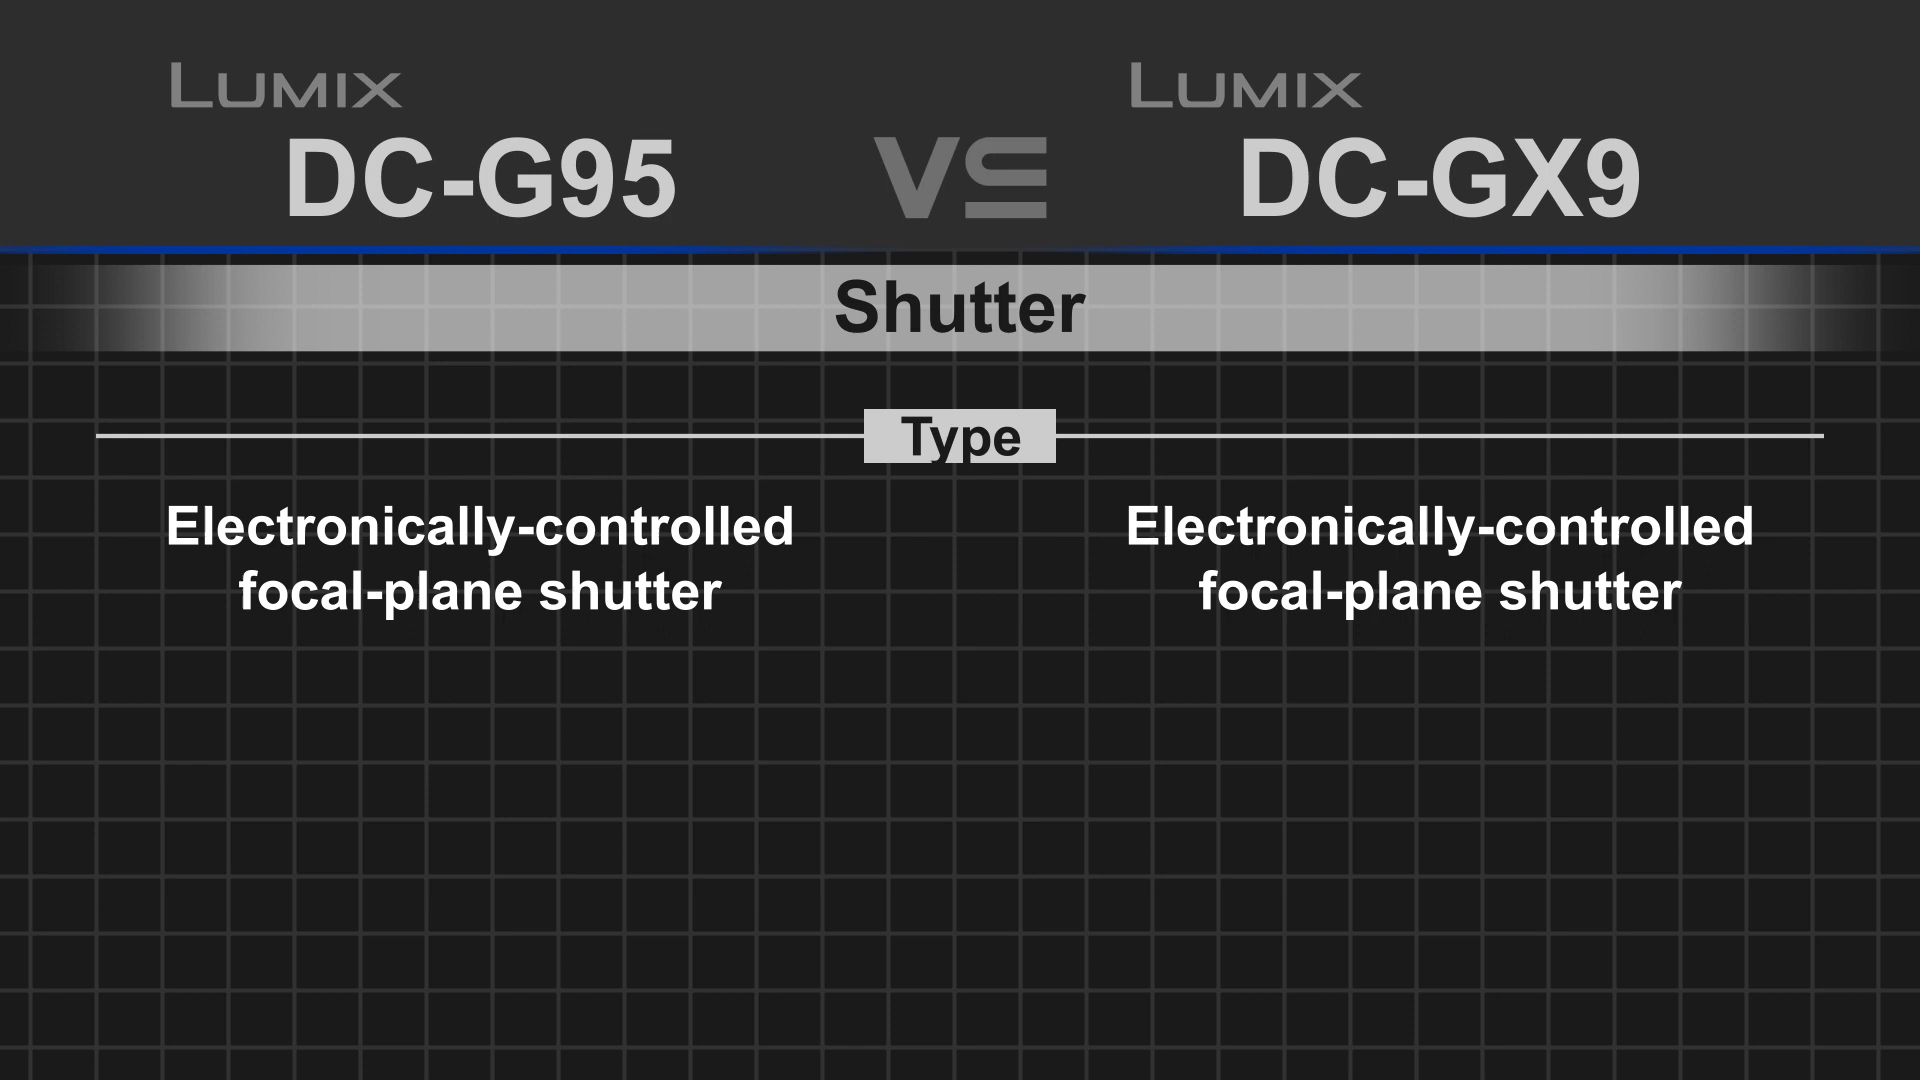 LUMIX
DC-G95
VS
LUMIX
DC-GX9
Shutter
Type
Electronically-controlled
focal-plane shutter
Electronically-controlled
focal-plane shutter